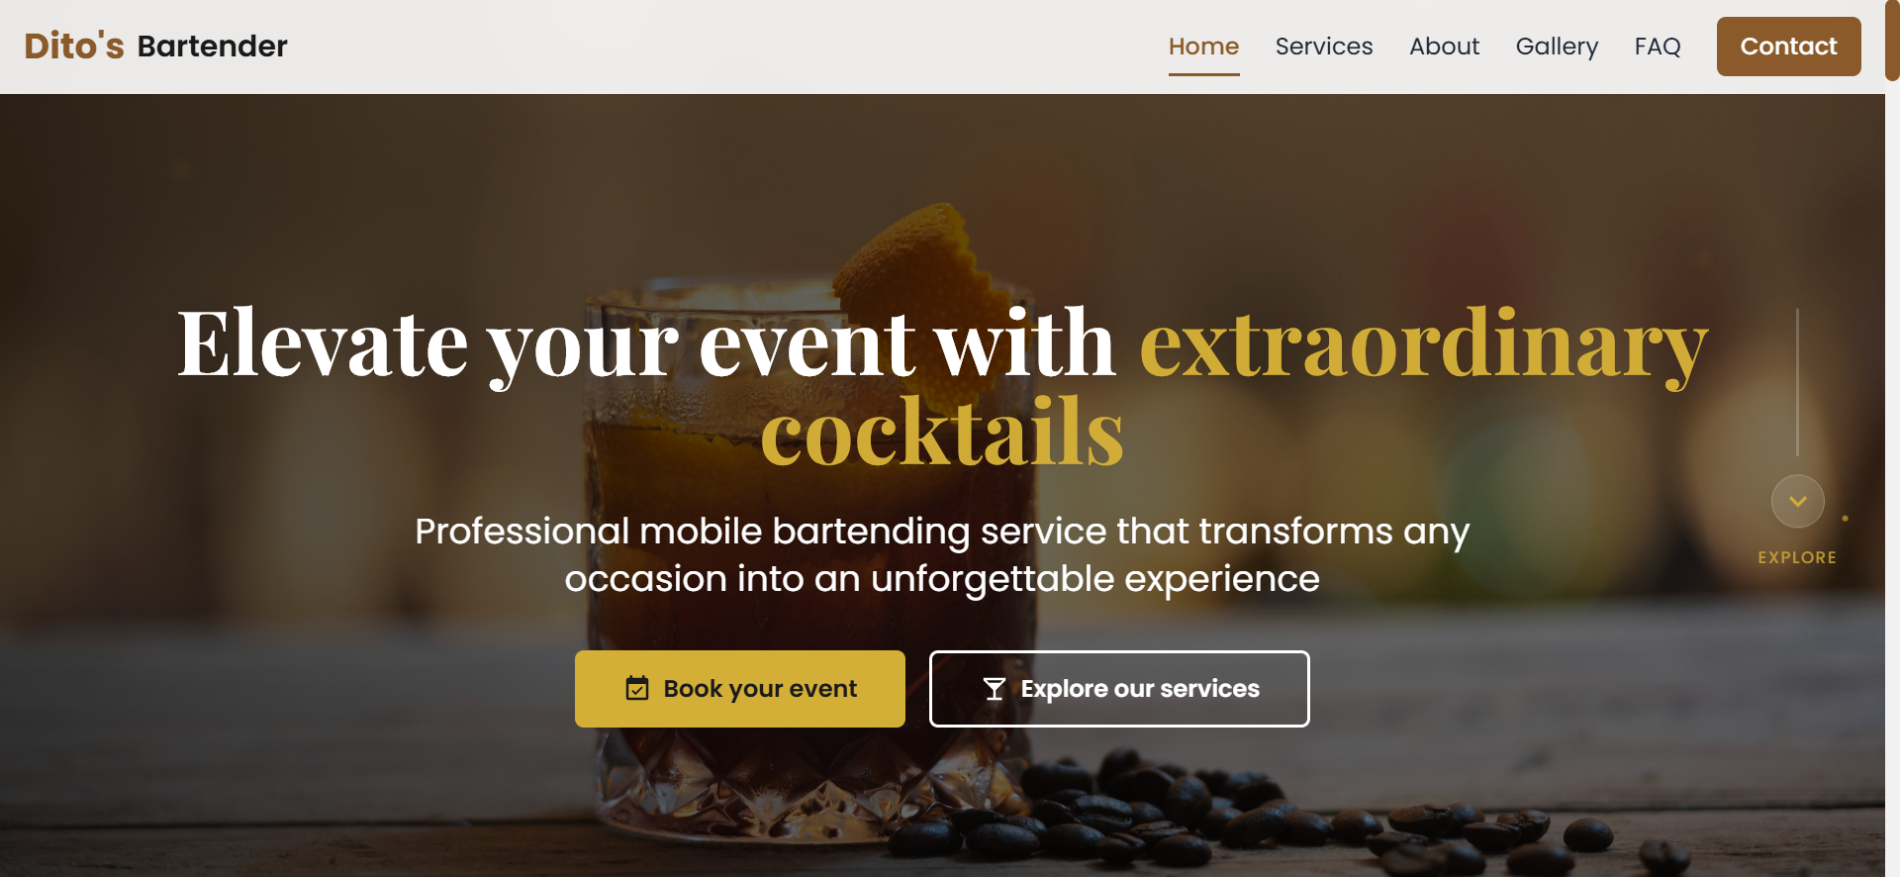 Dito's Bartender
Home Services About Gallery FAQ Contact
Elevate your event with extraordinary
cocktails
Professional mobile bartending service that transforms any
occasion into an unforgettable experience
EXPLORE
Book your event
Explore our services